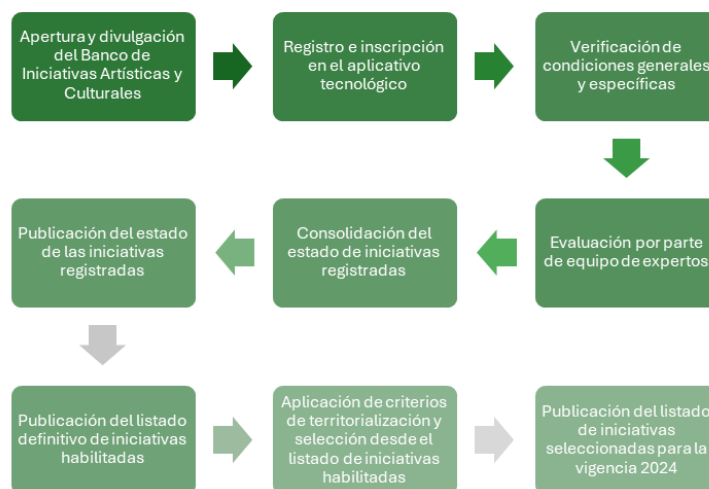 Apertura y divulgación
del Banco de
Iniciativas Artísticas y
Culturales
Registro e inscripción
en el aplicativo
tecnológico
Verificación de
condiciones generales
y específicas
Evaluación por parte
de equipo de expertos
Consolidación del
estado de iniciativas
registradas
Publicación del estado
de las iniciativas
registradas
Publicación del listado
definitivo de iniciativas
habilitadas
Aplicación de criterios
de territorialización y
selección desde el
listado de iniciativas
habilitadas
Publicación del listado
de iniciativas
seleccionadas para la
vigencia 2024